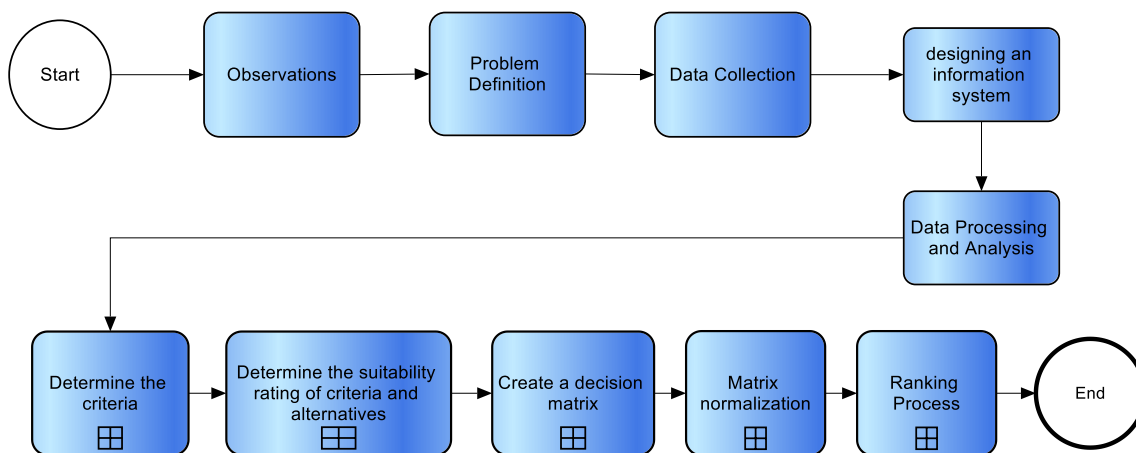 Start
Observations
Problem
Definition
Data Collection
designing an
information
system
Data Processing
and Analysis
Determine the
criteria
Determine the suitability
rating of criteria and
alternatives
Create a decision
matrix
Matrix
normalization
Ranking
Process
End